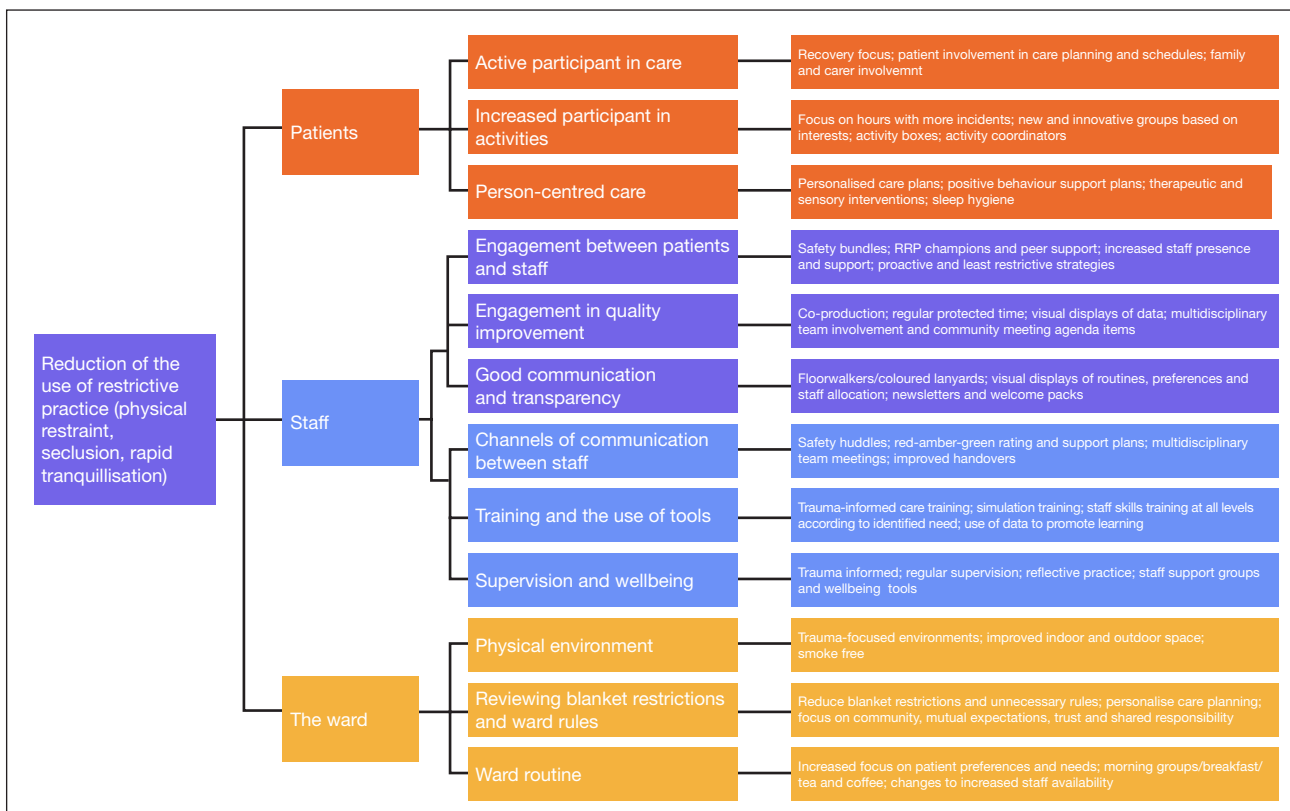 Reduction of the
use of restrictive
practice (physical
restraint,
seclusion, rapid
tranquillisation)
Patients
Active participant in care
Recovery focus; patient involvement in care planning and schedules; family
and carer involvemnt
Increased participant in
activities
Focus on hours with more incidents; new and innovative groups based on
interests; activity boxes; activity coordinators
Person-centred care
Personalised care plans; positive behaviour support plans; therapeutic and
sensory interventions; sleep hygiene
Staff
Engagement between patients
and staff
Safety bundles; RRP champions and peer support; increased staff presence
and support; proactive and least restrictive strategies
Engagement in quality
improvement
Co-production; regular protected time; visual displays of data; multidisciplinary
team involvement and community meeting agenda items
Good communication
and transparency
Floorwalkers/coloured lanyards; visual displays of routines, preferences and
staff allocation; newsletters and welcome packs
Channels of communication
between staff
Safety huddles; red-amber-green rating and support plans; multidisciplinary
team meetings; improved handovers
Training and the use of tools
Trauma-informed care training; simulation training; staff skills training at all levels
according to identified need; use of data to promote learning
Supervision and wellbeing
Trauma informed; regular supervision; reflective practice; staff support groups
and wellbeing tools
The ward
Physical environment
Trauma-focused environments; improved indoor and outdoor space;
smoke free
Reviewing blanket restrictions
and ward rules
Reduce blanket restrictions and unnecessary rules; personalise care planning;
focus on community, mutual expectations, trust and shared responsibility
Ward routine
Increased focus on patient preferences and needs; morning groups/breakfast/
tea and coffee; changes to increased staff availability